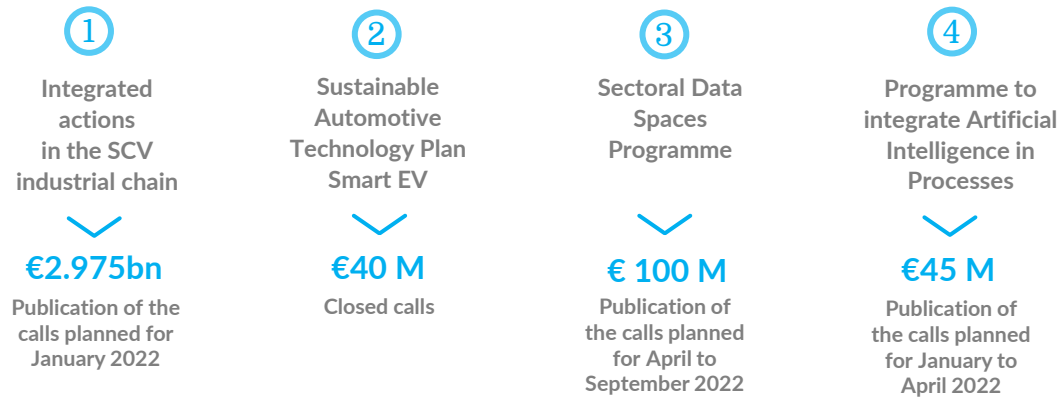 1
Integrated
actions
in the SCV
industrial chain
€2.975bn
Publication of the
calls planned for
January 2022
2
Sustainable
Automotive
Technology Plan
Smart EV
€40 M
Closed calls
3
Sectoral Data
Spaces
Programme
€ 100 M
Publication of
the calls planned
for April to
September 2022
4
Programme to
integrate Artificial
Intelligence in
Processes
€45 M
Publication of
the calls planned
for January to
April 2022